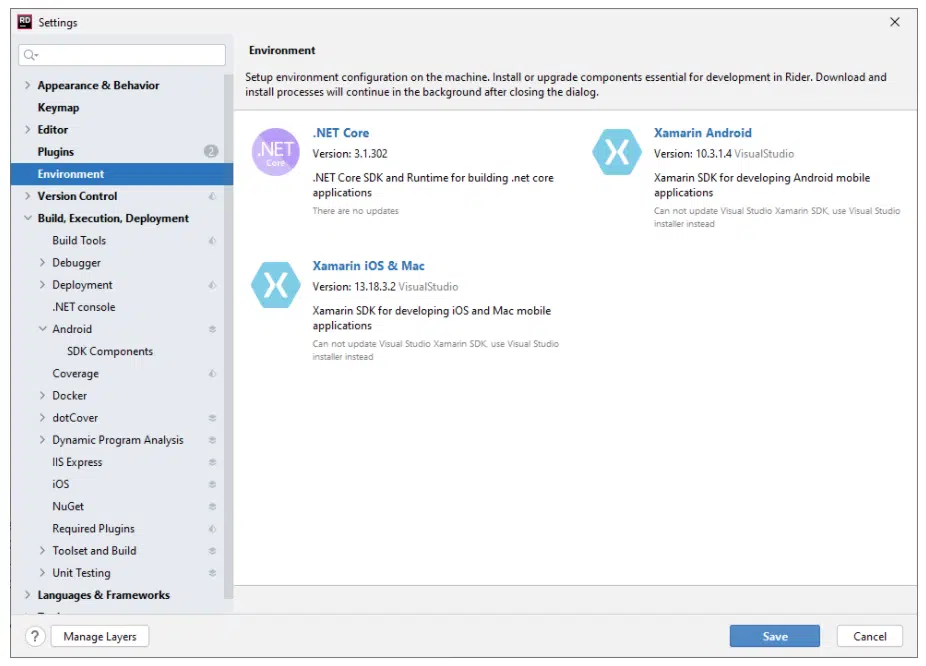 RD
Settings
Appearance & Behavior
Keymap
Editor
Plugins
2
Environment
Version Control
Build, Execution, Deployment
Build Tools
Debugger
Deployment
.NET console
Android
SDK Components
Coverage
Docker
dotCover
Dynamic Program Analysis
IIS Express
iOS
NuGet
Required Plugins
Toolset and Build
Unit Testing
Languages & Frameworks
Environment
Setup environment configuration on the machine. Install or upgrade components essential for development in Rider. Download and
install processes will continue in the background after closing the dialog.
.NET
Core
.NET Core
Version: 3.1.302
.NET Core SDK and Runtime for building .net core
applications
There are no updates
Xamarin Android
Version: 10.3.1.4 VisualStudio
Xamarin SDK for developing Android mobile
applications
Can not update Visual Studio Xamarin SDK, use Visual Studio
installer instead
Xamarin iOS & Mac
Version: 13.18.3.2 VisualStudio
Xamarin SDK for developing iOS and Mac mobile
applications
Can not update Visual Studio Xamarin SDK, use Visual Studio
installer instead
?
Manage Layers
Save
Cancel